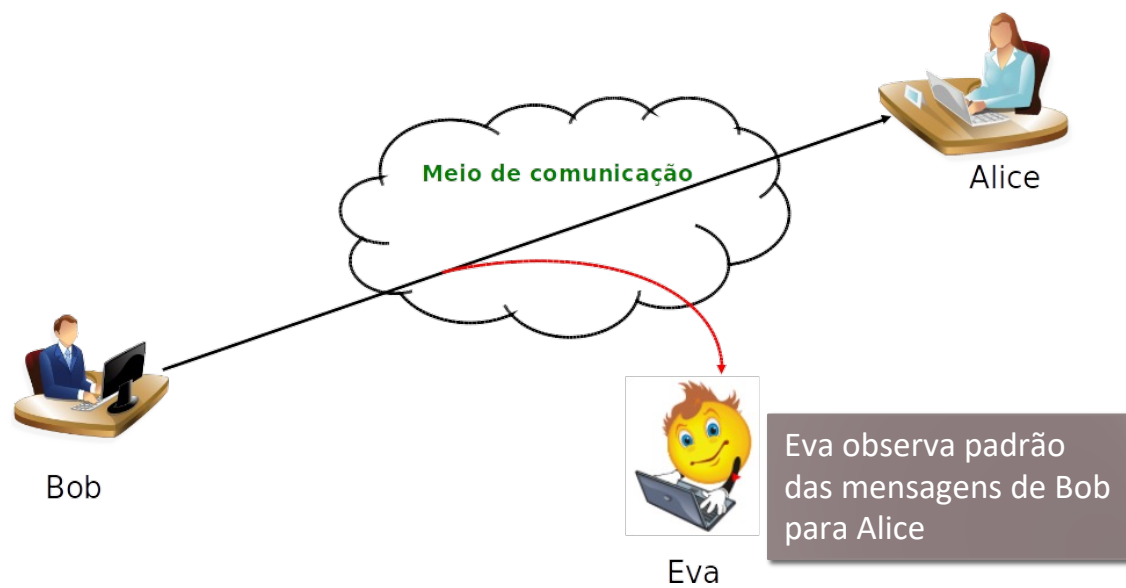 Meio de comunicação
Alice
Bob
Eva observa padrão
das mensagens de Bob
para Alice
Eva